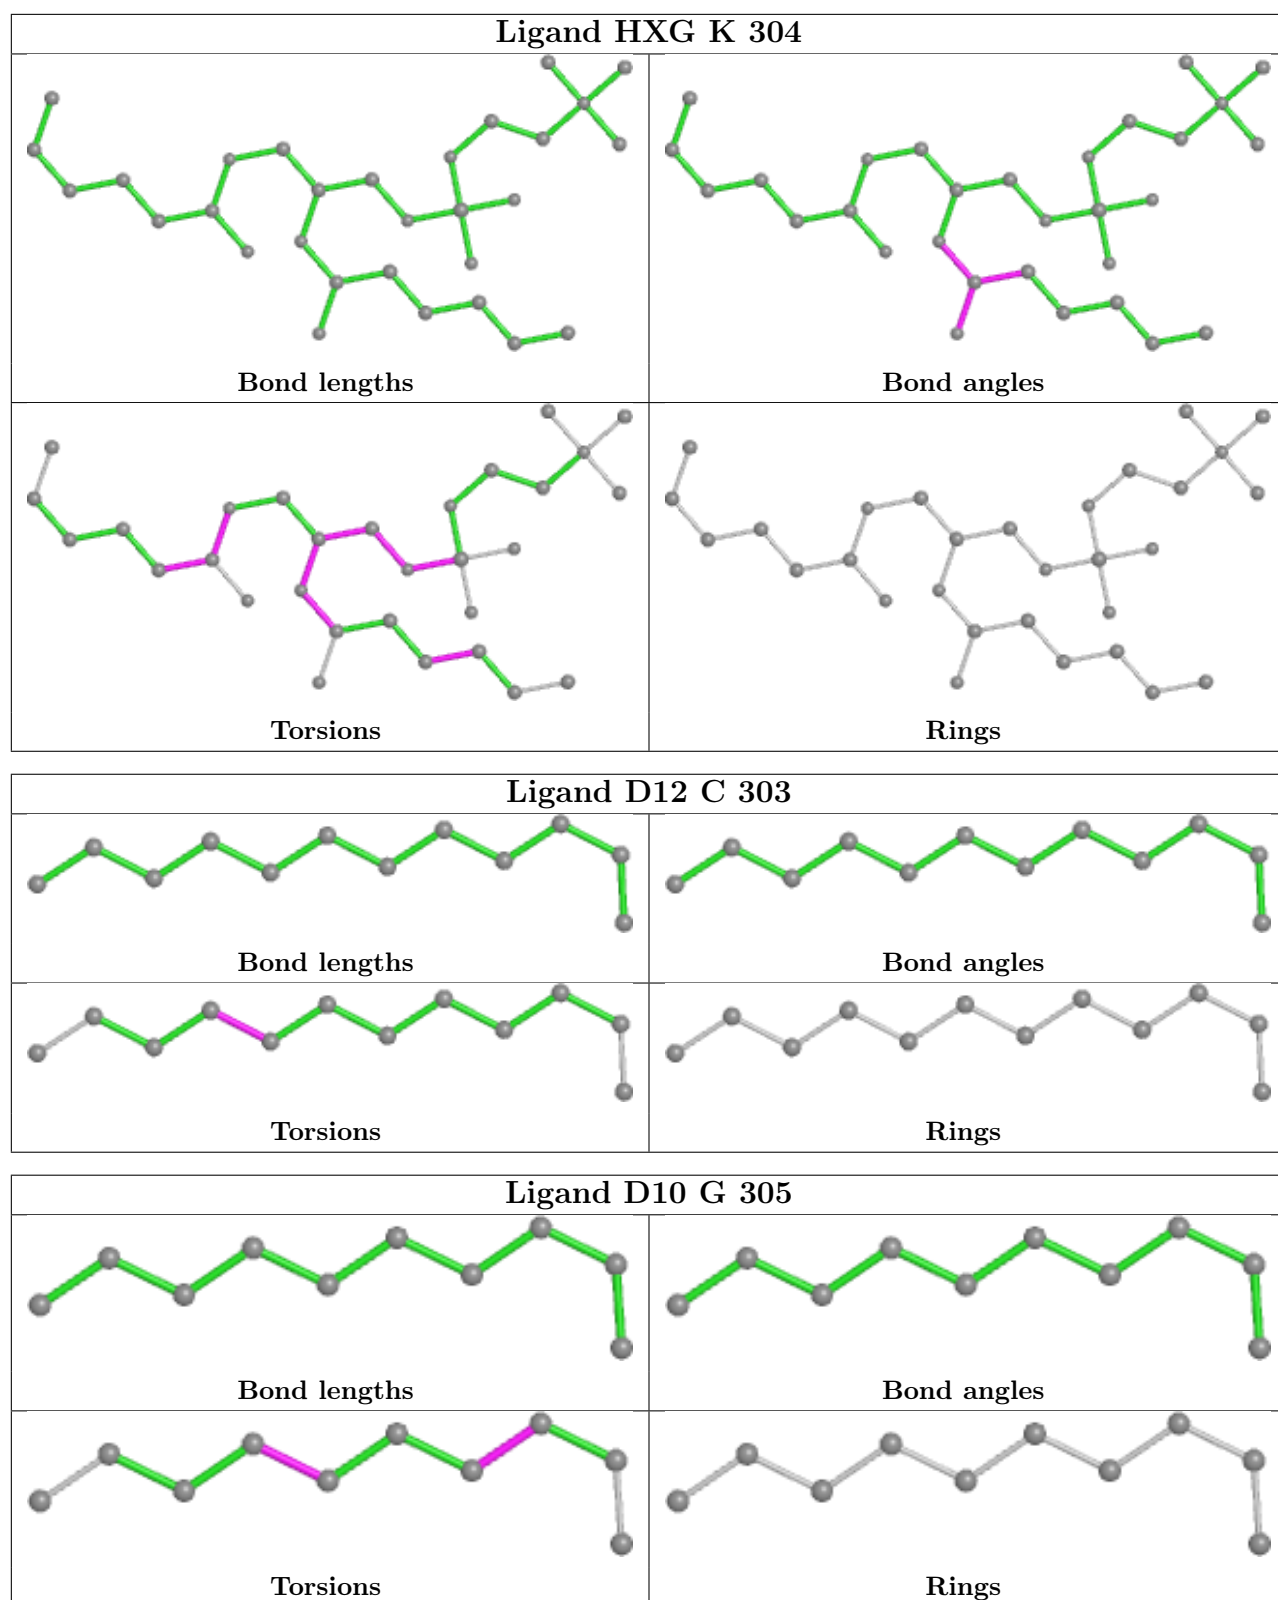 Ligand HXG K 304
Bond lengths
Bond angles
Torsions
Rings
Ligand D12 C 303
Bond lengths
Bond angles
Torsions
Rings
Ligand D10 G 305
Bond lengths
Bond angles
Torsions
Rings